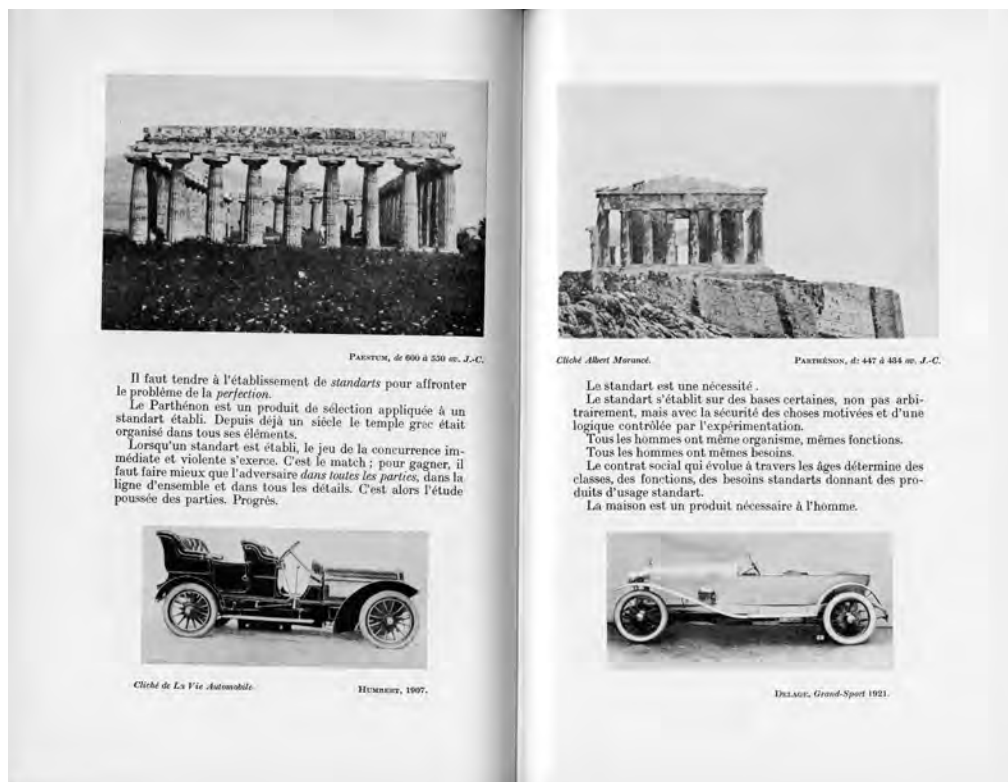 PAESTUM, de 600 à 550 av. J.-C.
Il faut tendre à l'établissement de standarts pour affronter
le problème de la perfection.
Le Parthénon est un produit de sélection appliquée à un
standart établi. Depuis déjà un siècle le temple grec était
organisé dans tous ses éléments.
Lorsqu'un standart est établi, le jeu de la concurrence im-
médiate et violente s'exerce. C'est le match ; pour gagner, il
faut faire mieux que l'adversaire dans toutes les parties, dans la
ligne d'ensemble et dans tous les détails. C'est alors l'étude
poussée des parties. Progrès.
Cliché de La Vie Automobile.
HUMBERT, 1907.
Cliché Albert Morancé.
PARTHÉNON, de 447 à 434 av. J.-C.
Le standart est une nécessité .
Le standart s'établit sur des bases certaines, non pas arbi-
trairement, mais avec la sécurité des choses motivées et d'une
logique contrôlée par l'expérimentation.
Tous les hommes ont même organisme, mêmes fonctions.
Tous les hommes ont mêmes besoins.
Le contrat social qui évolue à travers les âges détermine des
classes, des fonctions, des besoins standarts donnant des pro-
duits d'usage standart.
La maison est un produit nécessaire à l'homme.
DELAGE, Grand-Sport 1921.